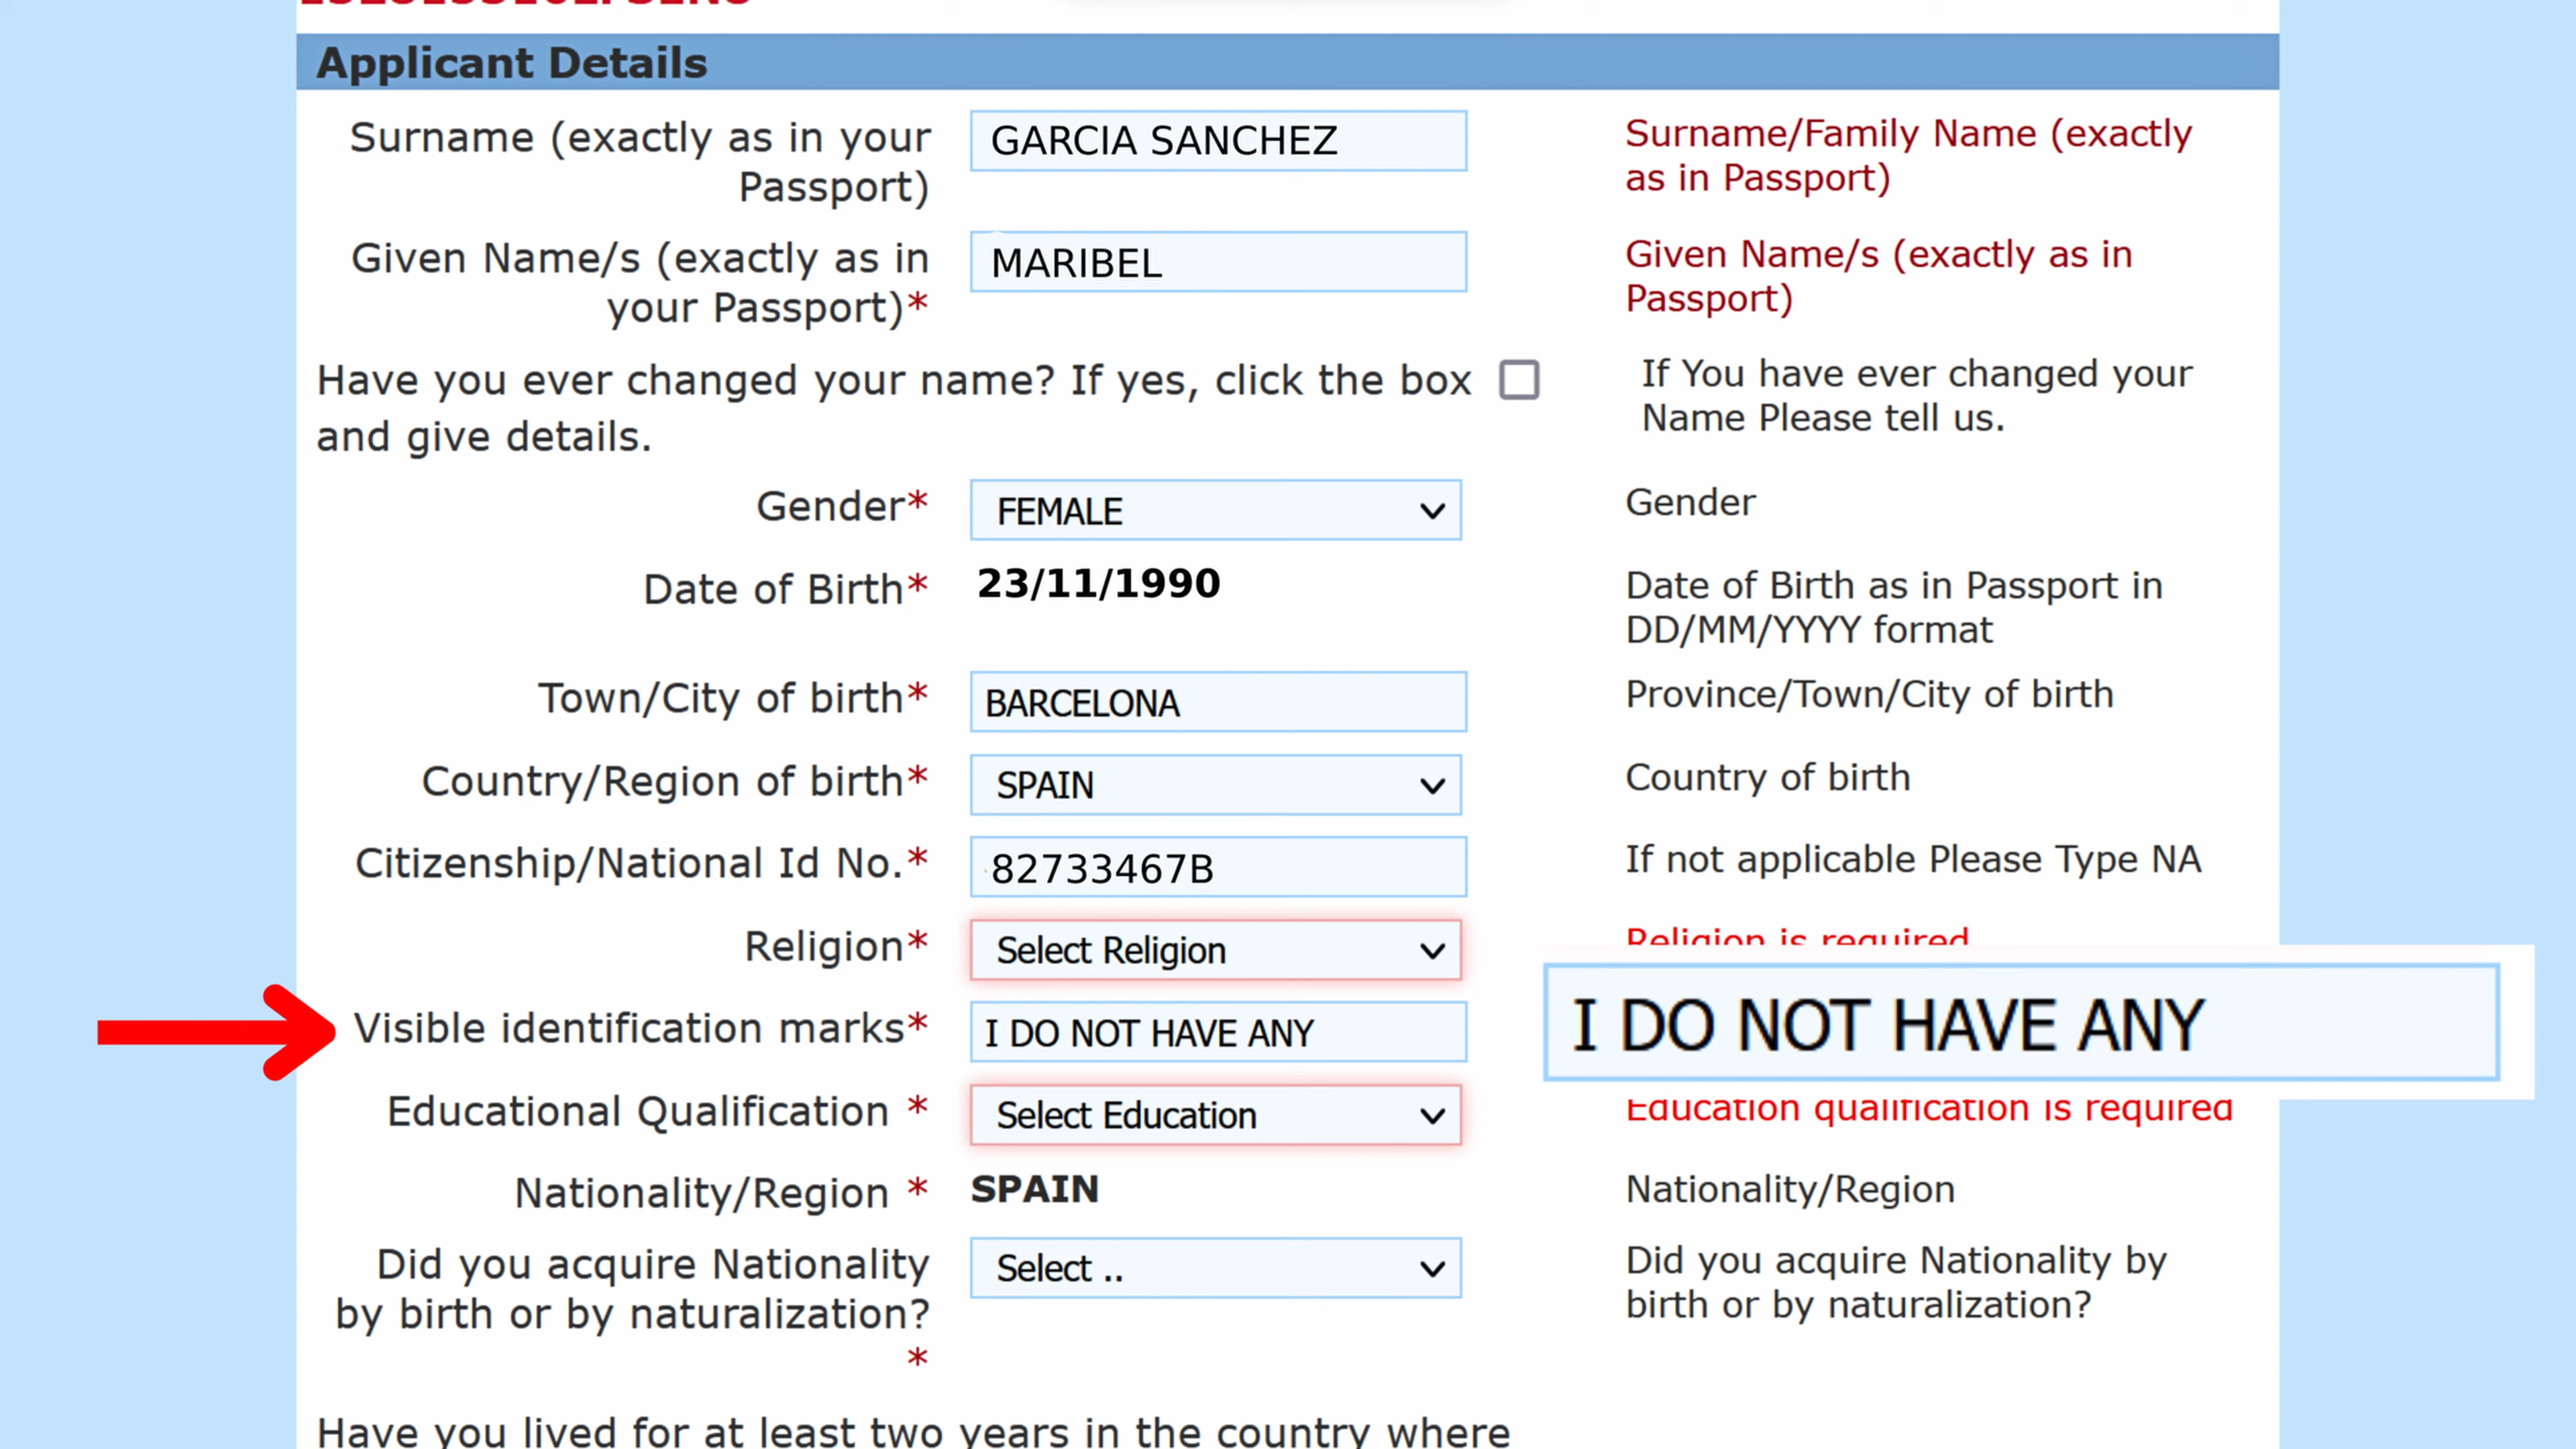 Applicant Details
Surname (exactly as in your Passport)
GARCIA SANCHEZ
Surname/Family Name (exactly as in Passport)
Given Name/s (exactly as in your Passport)*
MARIBEL
Given Name/s (exactly as in Passport)
Have you ever changed your name? If yes, click the box
and give details.
If You have ever changed your Name Please tell us.
Gender*
FEMALE
Gender
Date of Birth*
23/11/1990
Date of Birth as in Passport in DD/MM/YYYY format
Town/City of birth*
BARCELONA
Province/Town/City of birth
Country/Region of birth*
SPAIN
Country of birth
Citizenship/National Id No.*
82733467B
If not applicable Please Type NA
Religion*
Select Religion
Religion is required
Visible identification marks*
I DO NOT HAVE ANY
I DO NOT HAVE ANY
Educational Qualification *
Select Education
Education qualification is required
Nationality/Region *
SPAIN
Nationality/Region
Did you acquire Nationality by birth or by naturalization? *
Select ..
Did you acquire Nationality by birth or by naturalization?
Have you lived for at least two years in the country where